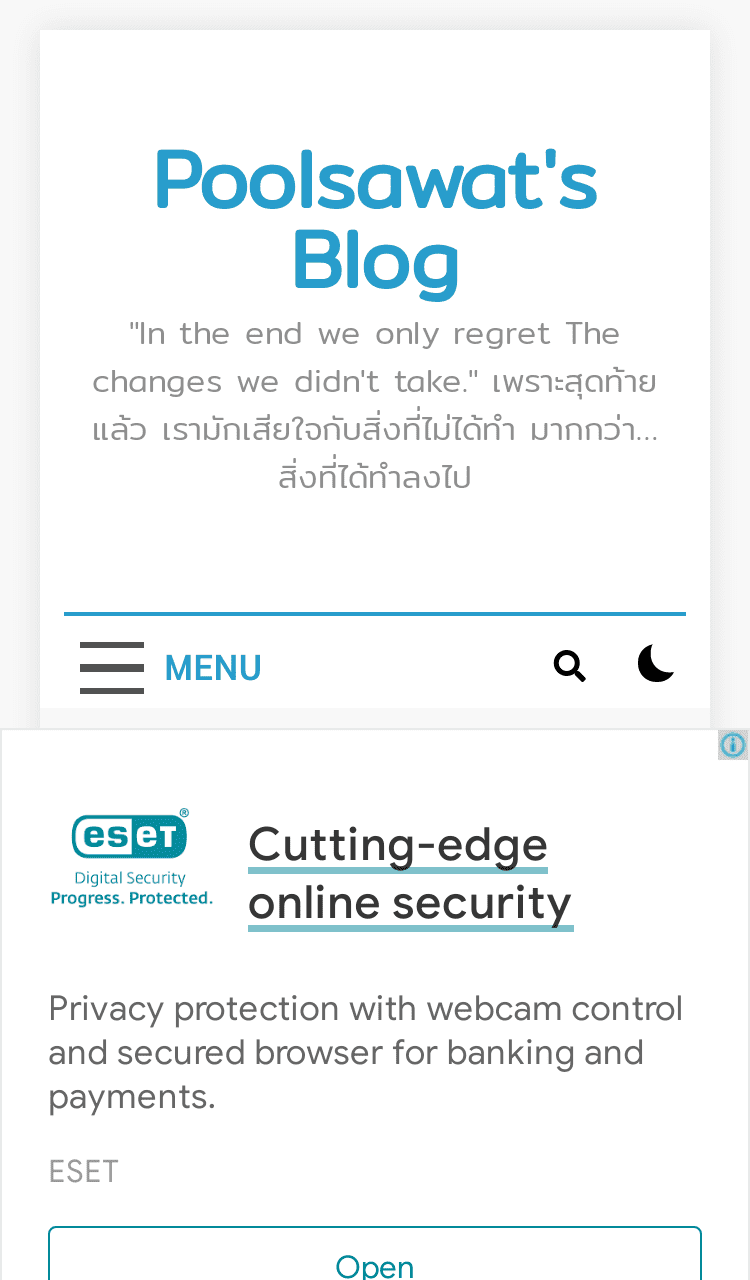 Poolsawat's
Blog
"In the end we only regret The
changes we didn't take." เพราะสุดท้าย
แล้ว เรามักเสียใจกับสิ่งที่ไม่ได้ทำ มากกว่า…
สิ่งที่ได้ทำลงไป
MENU
eseT®
Digital Security
Progress. Protected.
Cutting-edge
online security
Privacy protection with webcam control
and secured browser for banking and
payments.
ESET
Open